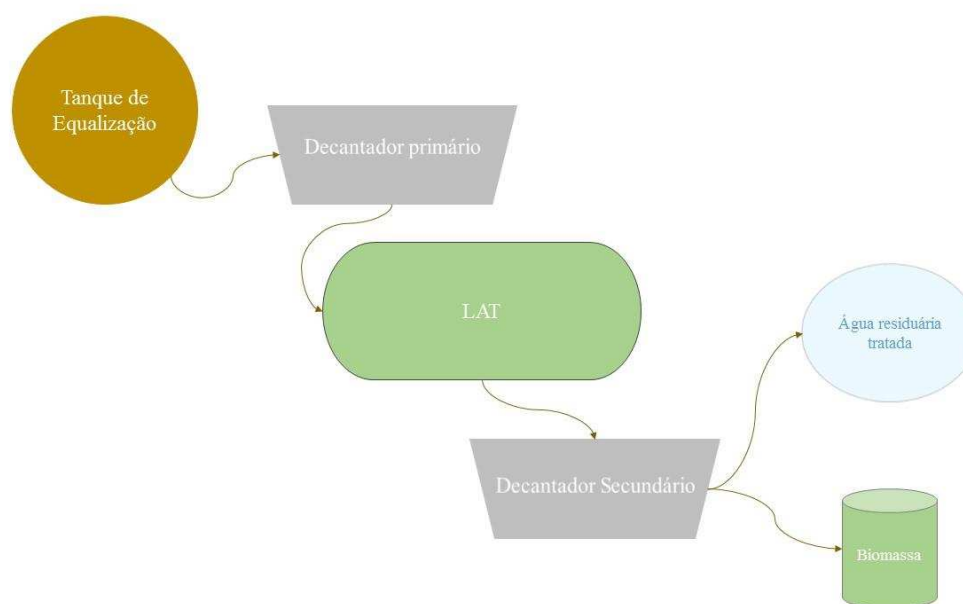 Tanque de
Equalização
Decantador primário
LAT
Água residuária
tratada
Decantador Secundário
Biomassa